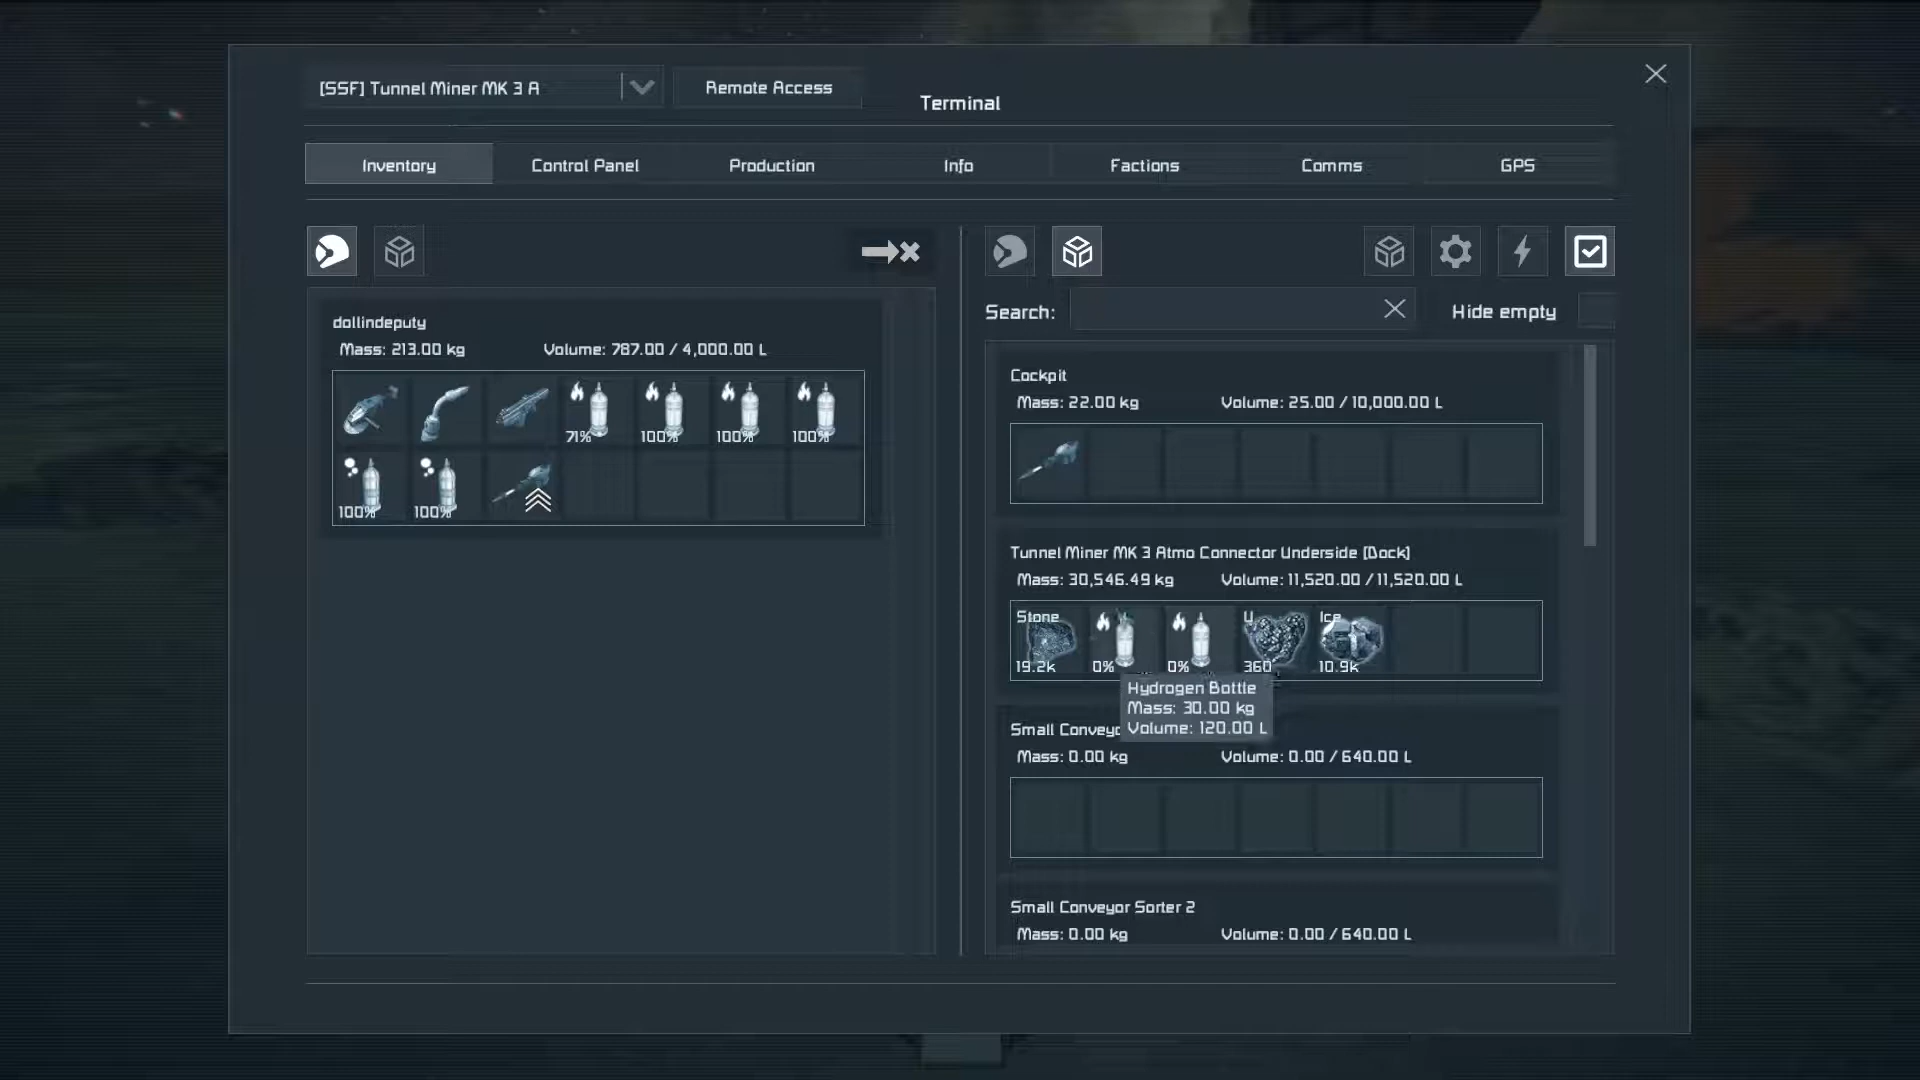 [SSF] Tunnel Miner MK 3 A
Remote Access
Terminal
Inventory
Control Panel
Production
Info
Factions
Comms
GPS
Search:
Hide empty
dollindeputy
Mass: 213.00 kg
Volume: 787.00 / 4,000.00 L
71%
100%
100%
100%
100%
100%
Cockpit
Mass: 22.00 kg
Volume: 25.00 / 10,000.00 L
Tunnel Miner MK 3 Atmo Connector Underside [Dock]
Mass: 30,546.49 kg
Volume: 11,520.00 / 11,520.00 L
Stone
U
Ice
19.2k
0%
0%
360
10.9k
Hydrogen Bottle
Mass: 30.00 kg
Volume: 120.00 L
Small
Mass: 0.00 kg
Volume: 0.00 / 640.00 L
Small Conveyor Sorter 2
Mass: 0.00 kg
Volume: 0.00 / 640.00 L